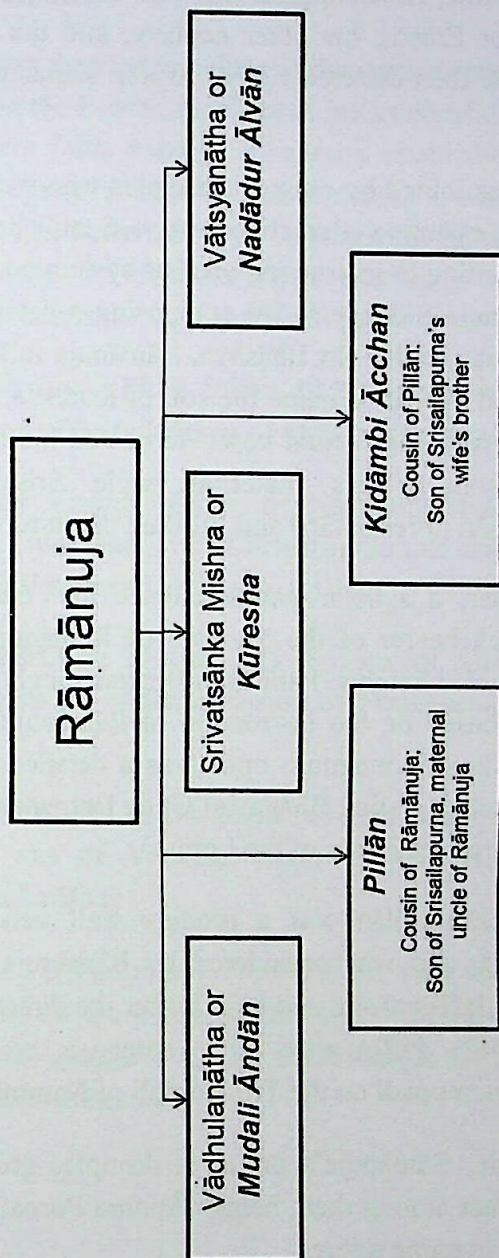 Rāmānuja
Vādhulanātha or
Mudali Āndān
Srivatsānka Mishra or
Kūresha
Vātsyanātha or
Nadādur Ālvān
Pillān
Cousin of Rāmānuja;
Son of Srisailapurna, maternal
uncle of Rāmānuja
Kidāmbi Ācchan
Cousin of Pillān;
Son of Srisailapurna's
wife's brother